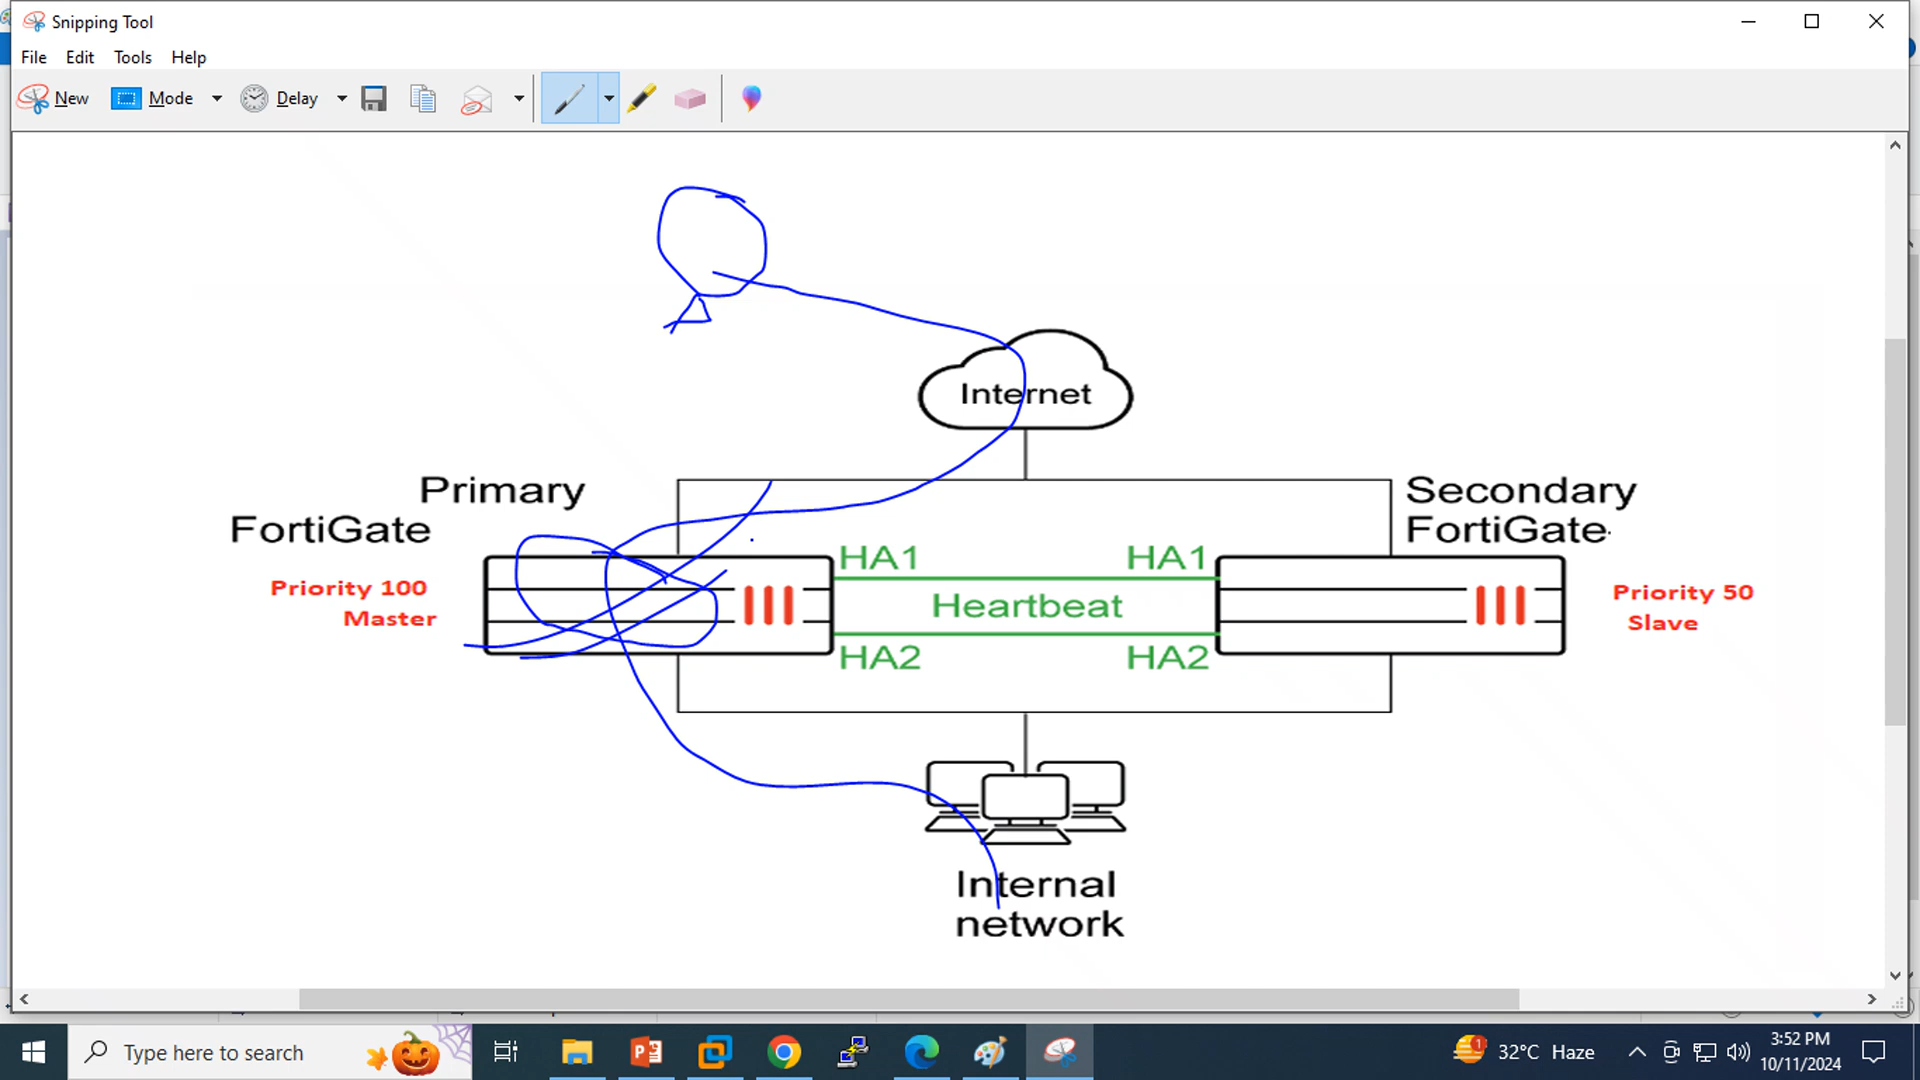 Snipping Tool
File Edit Tools Help
New Mode Delay
Internet
Primary
FortiGate
Secondary
FortiGate
Priority 100
Master
HA1 HA1
Heartbeat
HA2 HA2
Priority 50
Slave
Internal
network
Type here to search
1
32°C Haze
3:52 PM
10/11/2024